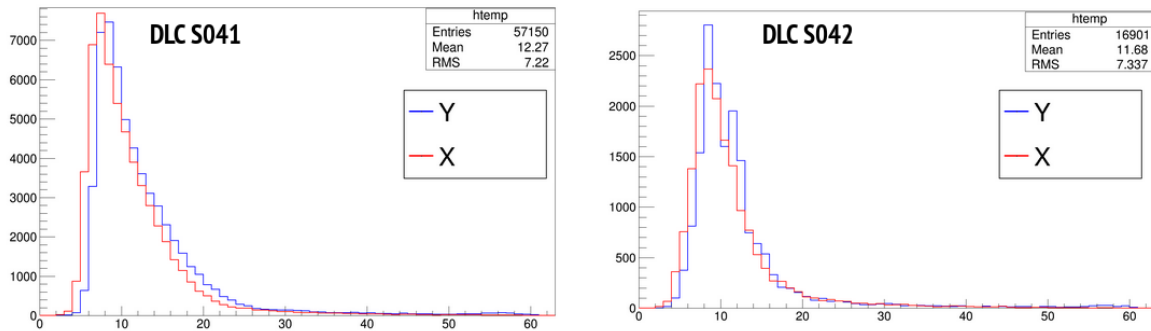 DLC S041
htemp
Entries 57150
Mean 12.27
RMS 7.22
Y
X
7000
6000
5000
4000
3000
2000
1000
0
0 10 20 30 40 50 60
DLC S042
htemp
Entries 16901
Mean 11.68
RMS 7.337
Y
X
2500
2000
1500
1000
500
0
0 10 20 30 40 50 60